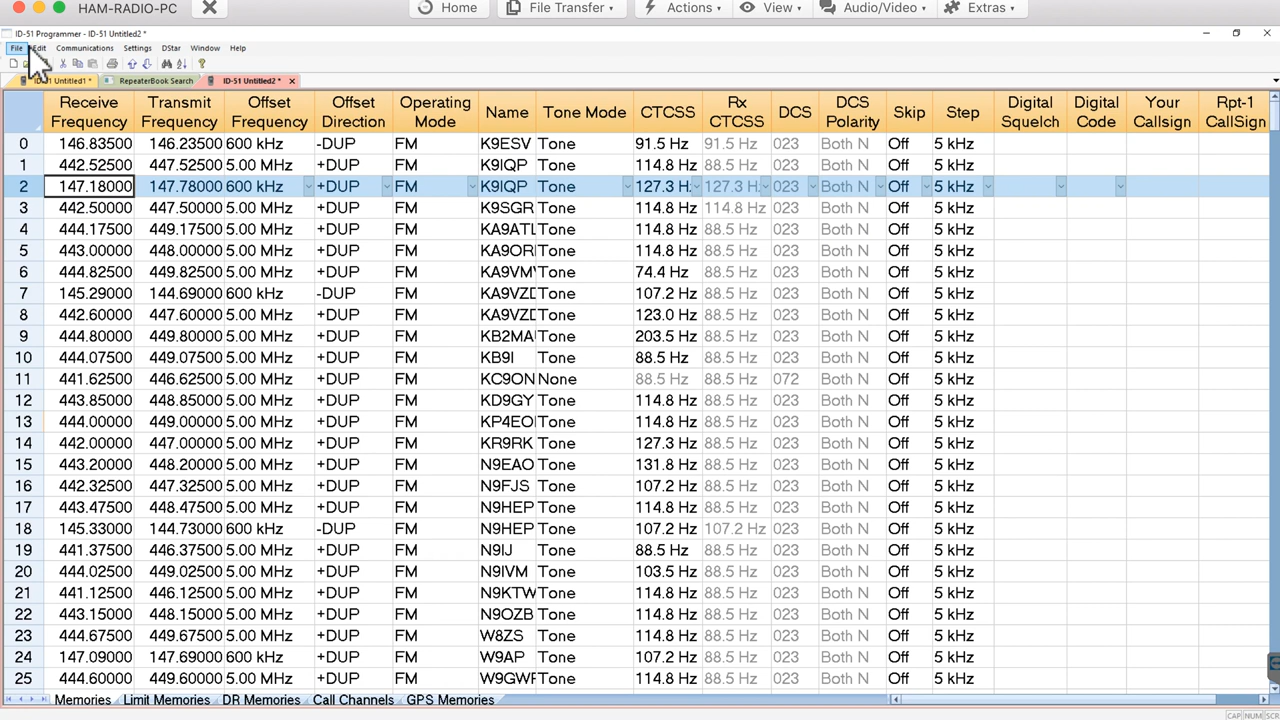 HAM-RADIO-PC Home File Transfer Actions View Audio/Video Extras
ID-51 Programmer - ID-51 Untitled2 *
File Edit Communications Settings DStar Window Help
Untitled1 * RepeaterBook Search ID-51 Untitled2 *
Receive Frequency Transmit Frequency Offset Frequency Offset Direction Operating Mode Name Tone Mode CTCSS Rx CTCSS DCS DCS Polarity Skip Step Digital Squelch Digital Code Your Callsign Rpt-1 CallSign
0 146.83500 146.23500 600 kHz -DUP FM K9ESV Tone 91.5 Hz 91.5 Hz 023 Both N Off 5 kHz
1 442.52500 447.52500 5.00 MHz +DUP FM K9IQP Tone 114.8 Hz 88.5 Hz 023 Both N Off 5 kHz
2 147.18000 147.78000 600 kHz +DUP FM K9IQP Tone 127.3 H 127.3 H 023 Both N Off 5 kHz
3 442.50000 447.50000 5.00 MHz +DUP FM K9SGR Tone 114.8 Hz 114.8 Hz 023 Both N Off 5 kHz
4 444.17500 449.17500 5.00 MHz +DUP FM KA9ATL Tone 114.8 Hz 88.5 Hz 023 Both N Off 5 kHz
5 443.00000 448.00000 5.00 MHz +DUP FM KA9OR Tone 114.8 Hz 88.5 Hz 023 Both N Off 5 kHz
6 444.82500 449.82500 5.00 MHz +DUP FM KA9VM Tone 74.4 Hz 88.5 Hz 023 Both N Off 5 kHz
7 145.29000 144.69000 600 kHz -DUP FM KA9VZ Tone 107.2 Hz 88.5 Hz 023 Both N Off 5 kHz
8 442.60000 447.60000 5.00 MHz +DUP FM KA9VZ Tone 123.0 Hz 88.5 Hz 023 Both N Off 5 kHz
9 444.80000 449.80000 5.00 MHz +DUP FM KB2MA Tone 203.5 Hz 88.5 Hz 023 Both N Off 5 kHz
10 444.07500 449.07500 5.00 MHz +DUP FM KB9I Tone 88.5 Hz 88.5 Hz 023 Both N Off 5 kHz
11 441.62500 446.62500 5.00 MHz +DUP FM KC9ON None 88.5 Hz 88.5 Hz 072 Both N Off 5 kHz
12 443.85000 448.85000 5.00 MHz +DUP FM KD9GY Tone 114.8 Hz 88.5 Hz 023 Both N Off 5 kHz
13 444.00000 449.00000 5.00 MHz +DUP FM KP4EO Tone 114.8 Hz 88.5 Hz 023 Both N Off 5 kHz
14 442.00000 447.00000 5.00 MHz +DUP FM KR9RK Tone 127.3 Hz 88.5 Hz 023 Both N Off 5 kHz
15 443.20000 448.20000 5.00 MHz +DUP FM N9EAO Tone 131.8 Hz 88.5 Hz 023 Both N Off 5 kHz
16 442.32500 447.32500 5.00 MHz +DUP FM N9FJS Tone 107.2 Hz 88.5 Hz 023 Both N Off 5 kHz
17 443.47500 448.47500 5.00 MHz +DUP FM N9HEP Tone 114.8 Hz 88.5 Hz 023 Both N Off 5 kHz
18 145.33000 144.73000 600 kHz -DUP FM N9HEP Tone 107.2 Hz 107.2 Hz 023 Both N Off 5 kHz
19 441.37500 446.37500 5.00 MHz +DUP FM N9IJ Tone 88.5 Hz 88.5 Hz 023 Both N Off 5 kHz
20 444.02500 449.02500 5.00 MHz +DUP FM N9IVM Tone 103.5 Hz 88.5 Hz 023 Both N Off 5 kHz
21 441.12500 446.12500 5.00 MHz +DUP FM N9KTW Tone 114.8 Hz 88.5 Hz 023 Both N Off 5 kHz
22 443.15000 448.15000 5.00 MHz +DUP FM N9OZB Tone 114.8 Hz 88.5 Hz 023 Both N Off 5 kHz
23 444.67500 449.67500 5.00 MHz +DUP FM W8ZS Tone 114.8 Hz 88.5 Hz 023 Both N Off 5 kHz
24 147.09000 147.69000 600 kHz +DUP FM W9AP Tone 107.2 Hz 88.5 Hz 023 Both N Off 5 kHz
25 444.60000 449.60000 5.00 MHz +DUP FM W9GWP Tone 114.8 Hz 88.5 Hz 023 Both N Off 5 kHz
Memories Limit Memories DR Memories Call Channels GPS Memories
CAP NUM SCR